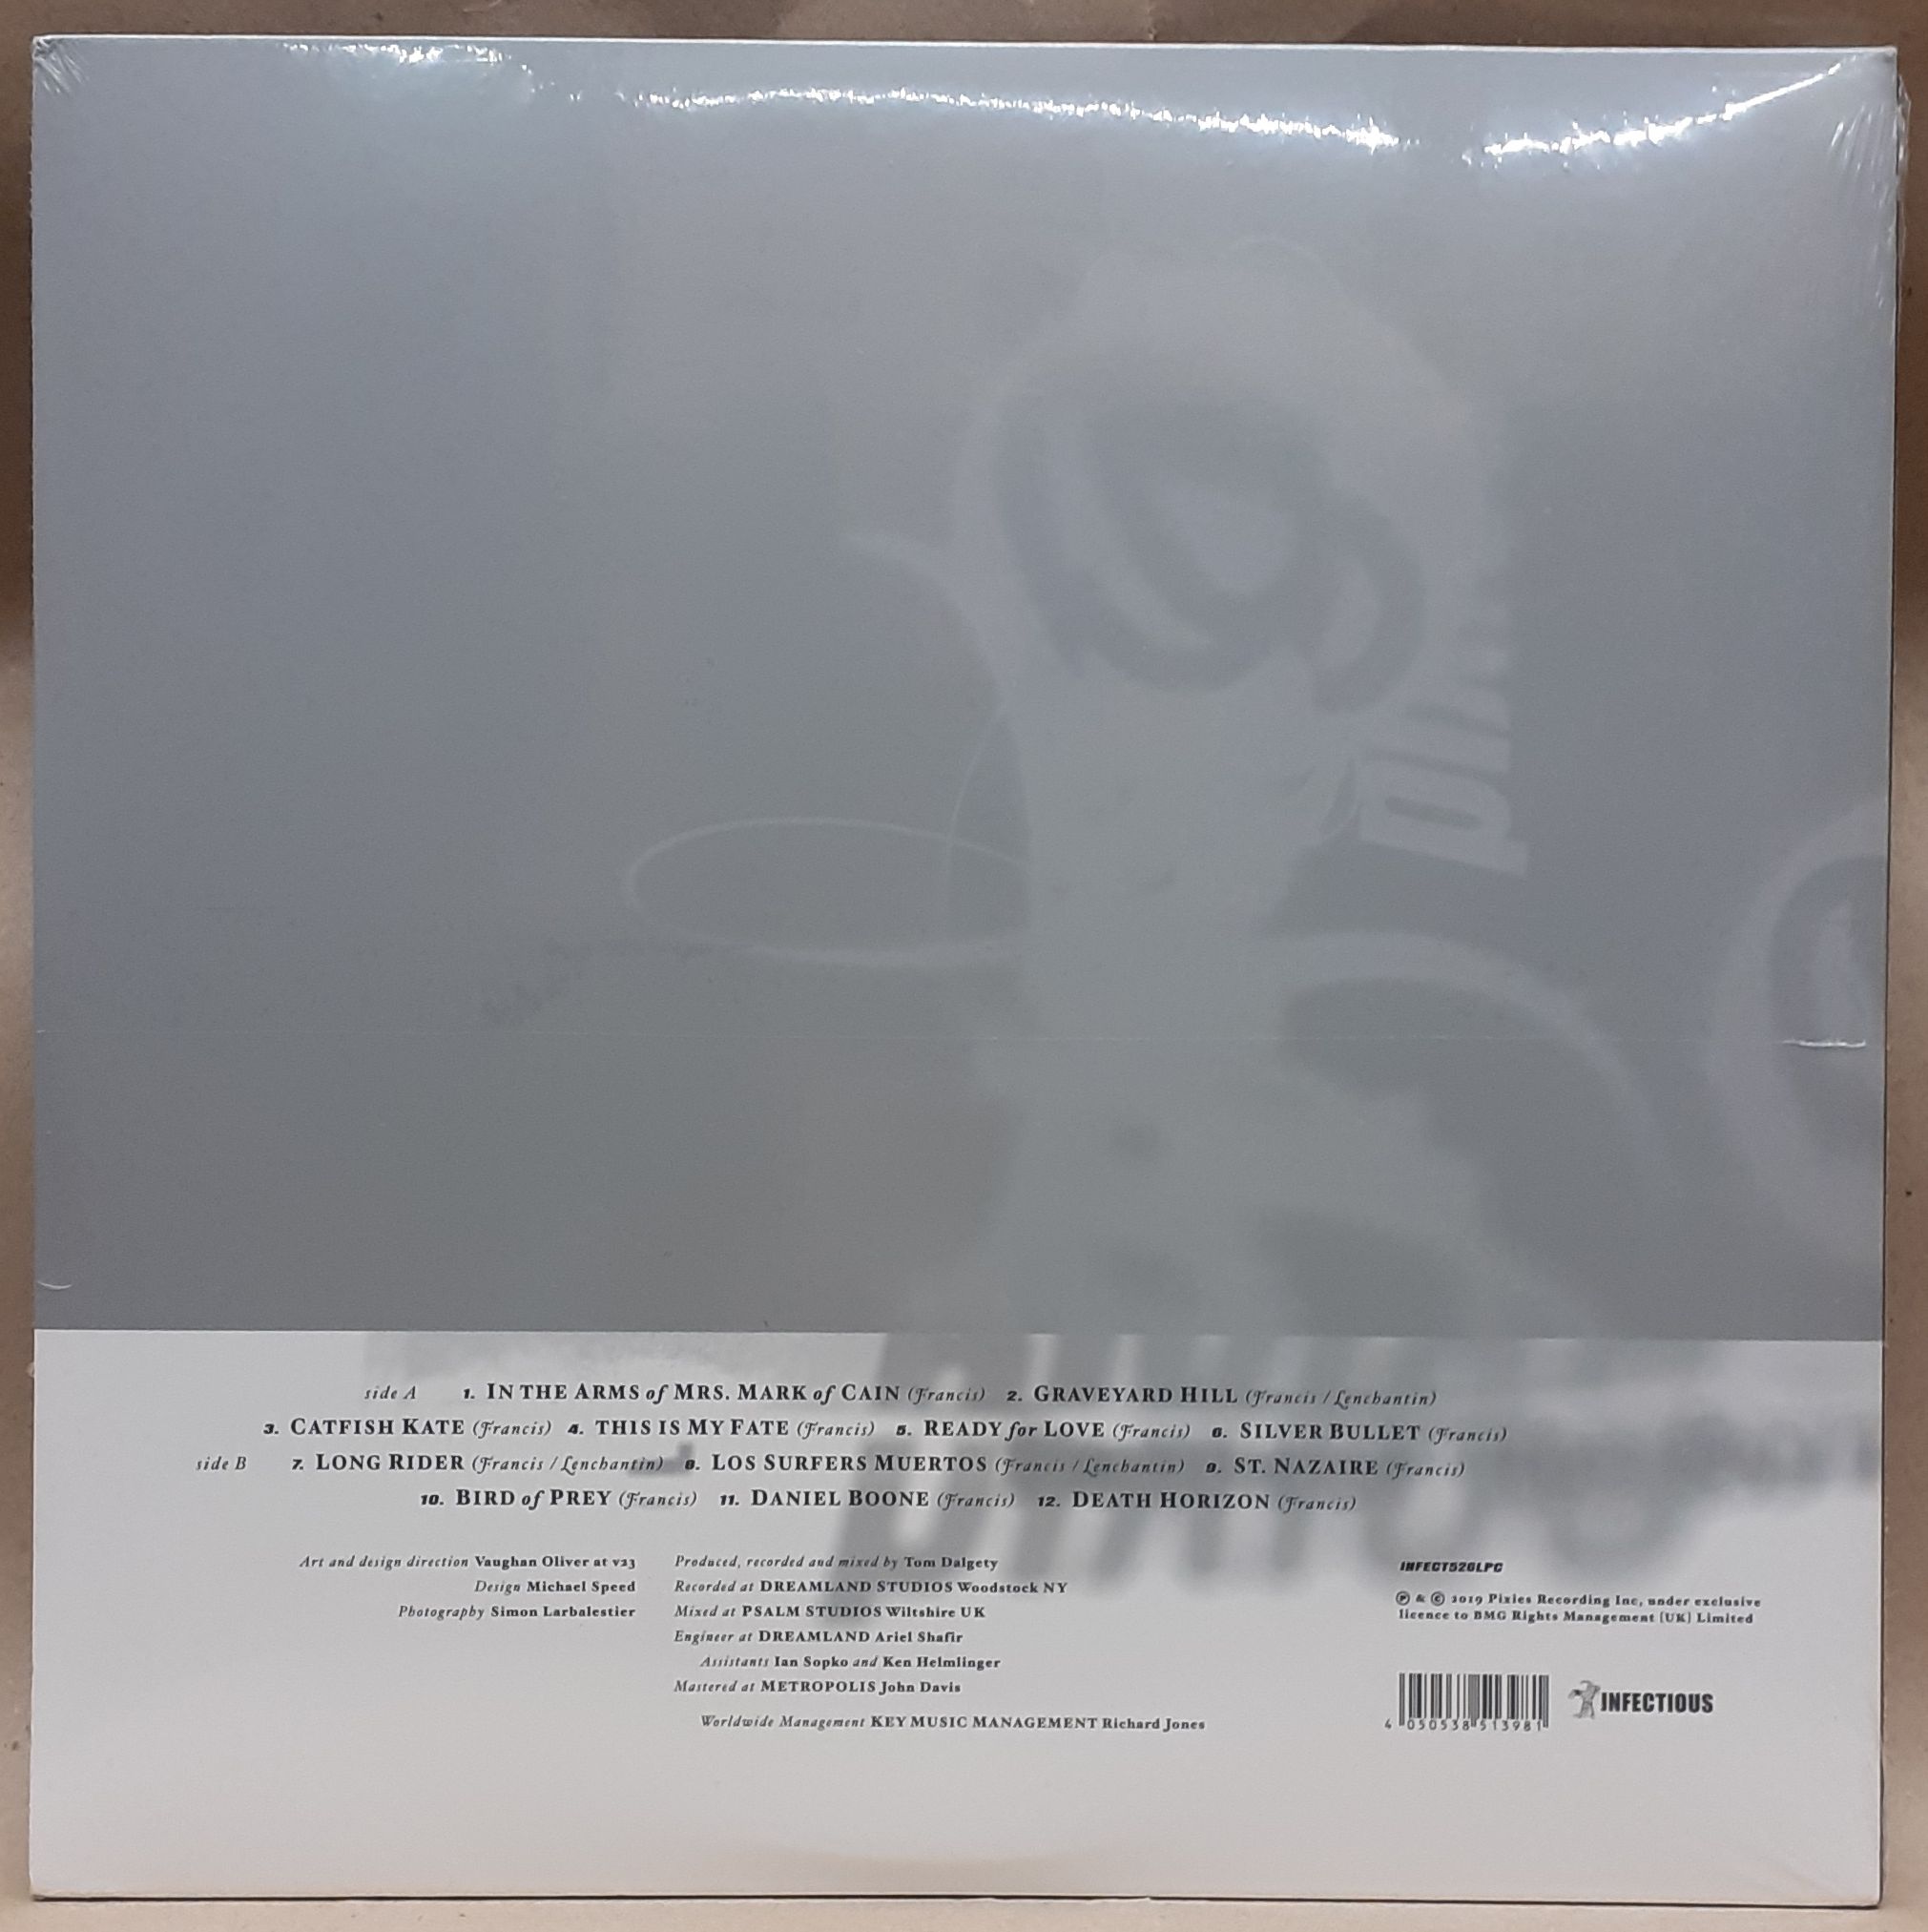 side A 1. IN THE ARMS of MRS. MARK of CAIN (Francis) 2. GRAVEYARD HILL (Francis / Lenchantin)
3. CATFISH KATE (Francis) 4. THIS IS MY FATE (Francis) 5. READY for LOVE (Francis) 6. SILVER BULLET (Francis)
side B 7. LONG RIDER (Francis / Lenchantin) 8. LOS SURFERS MUERTOS (Francis / Lenchantin) 9. ST. NAZAIRE (Francis)
10. BIRD of PREY (Francis) 11. DANIEL BOONE (Francis) 12. DEATH HORIZON (Francis)
Art and design direction Vaughan Oliver at v23
Design Michael Speed
Photography Simon Larbalestier
Produced, recorded and mixed by Tom Dalgety
Recorded at DREAMLAND STUDIOS Woodstock NY
Mixed at PSALM STUDIOS Wiltshire UK
Engineer at DREAMLAND Ariel Shafir
Assistants Ian Sopko and Ken Helmlinger
Mastered at METROPOLIS John Davis
Worldwide Management KEY MUSIC MANAGEMENT Richard Jones
INFECT526LPC
℗ & © 2019 Pixies Recording Inc, under exclusive
licence to BMG Rights Management (UK) Limited
4 050538 513981
INFECTIOUS